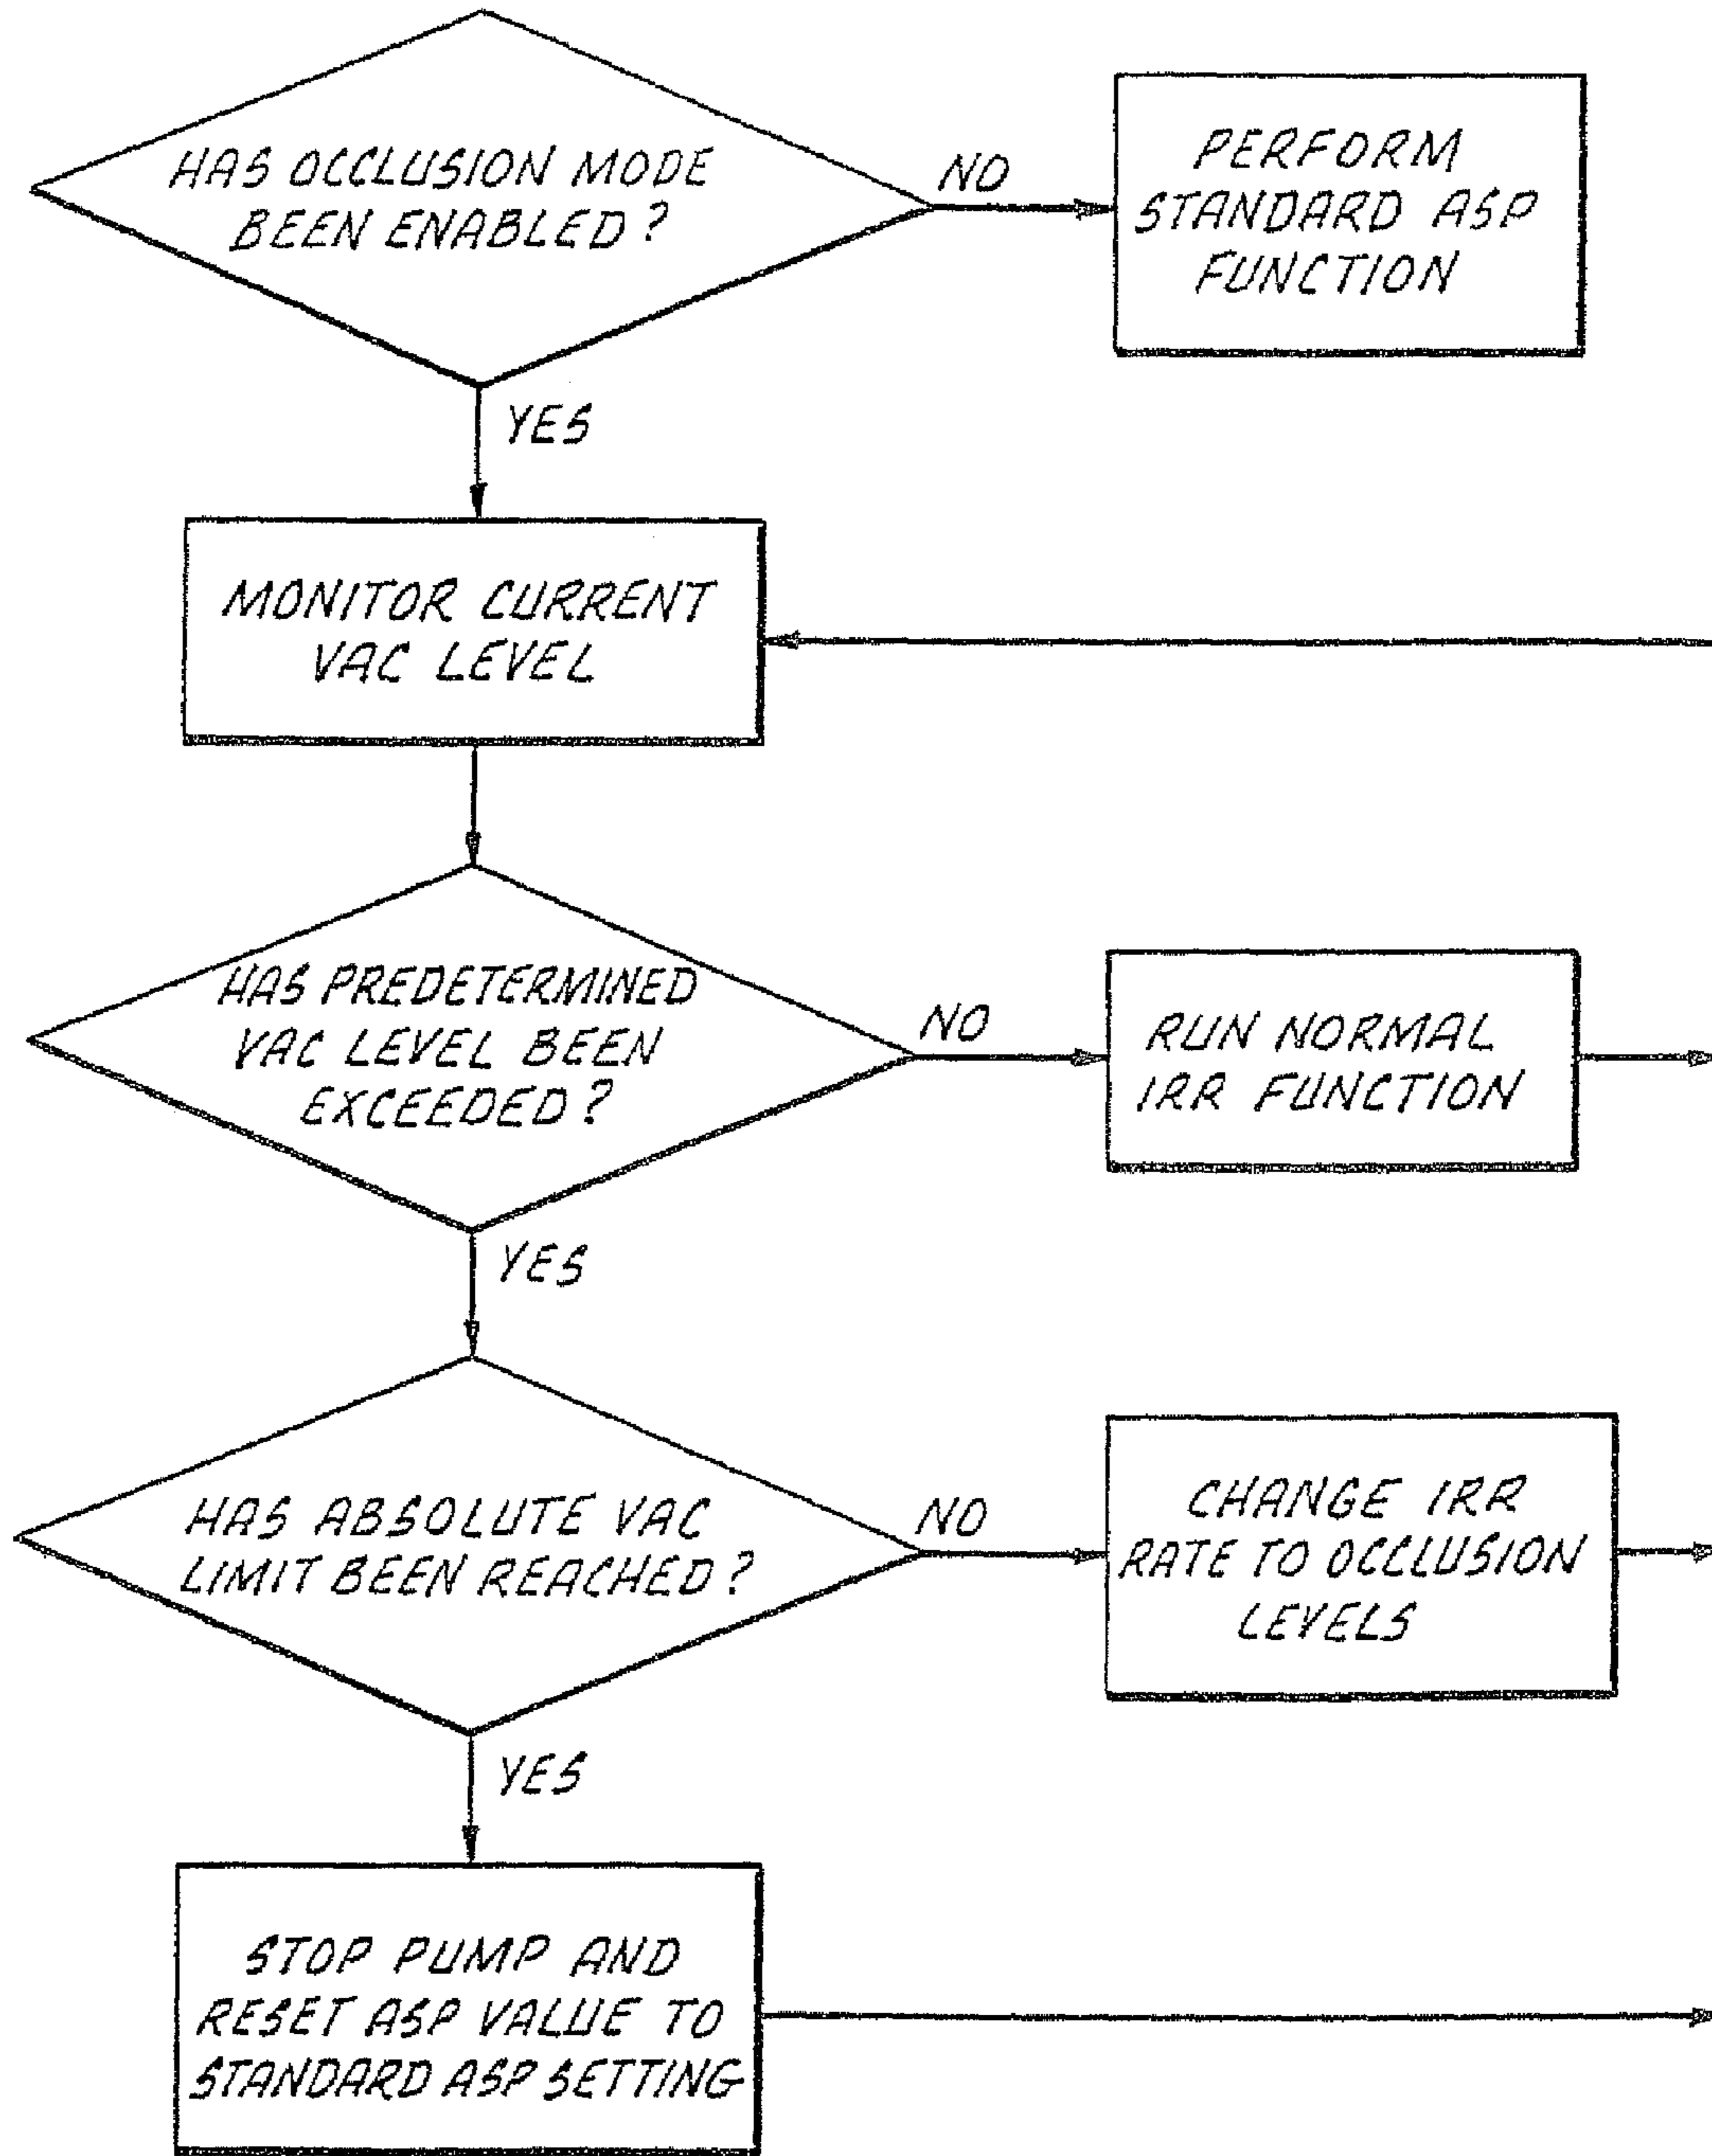 HAS OCCLUSION MODE
BEEN ENABLED?
NO
PERFORM
STANDARD ASP
FUNCTION
YES
MONITOR CURRENT
VAC LEVEL
HAS PREDETERMINED
VAC LEVEL BEEN
EXCEEDED?
NO
RUN NORMAL
IRR FUNCTION
YES
HAS ABSOLUTE VAC
LIMIT BEEN REACHED?
NO
CHANGE IRR
RATE TO OCCLUSION
LEVELS
YES
STOP PUMP AND
RESET ASP VALUE TO
STANDARD ASP SETTING